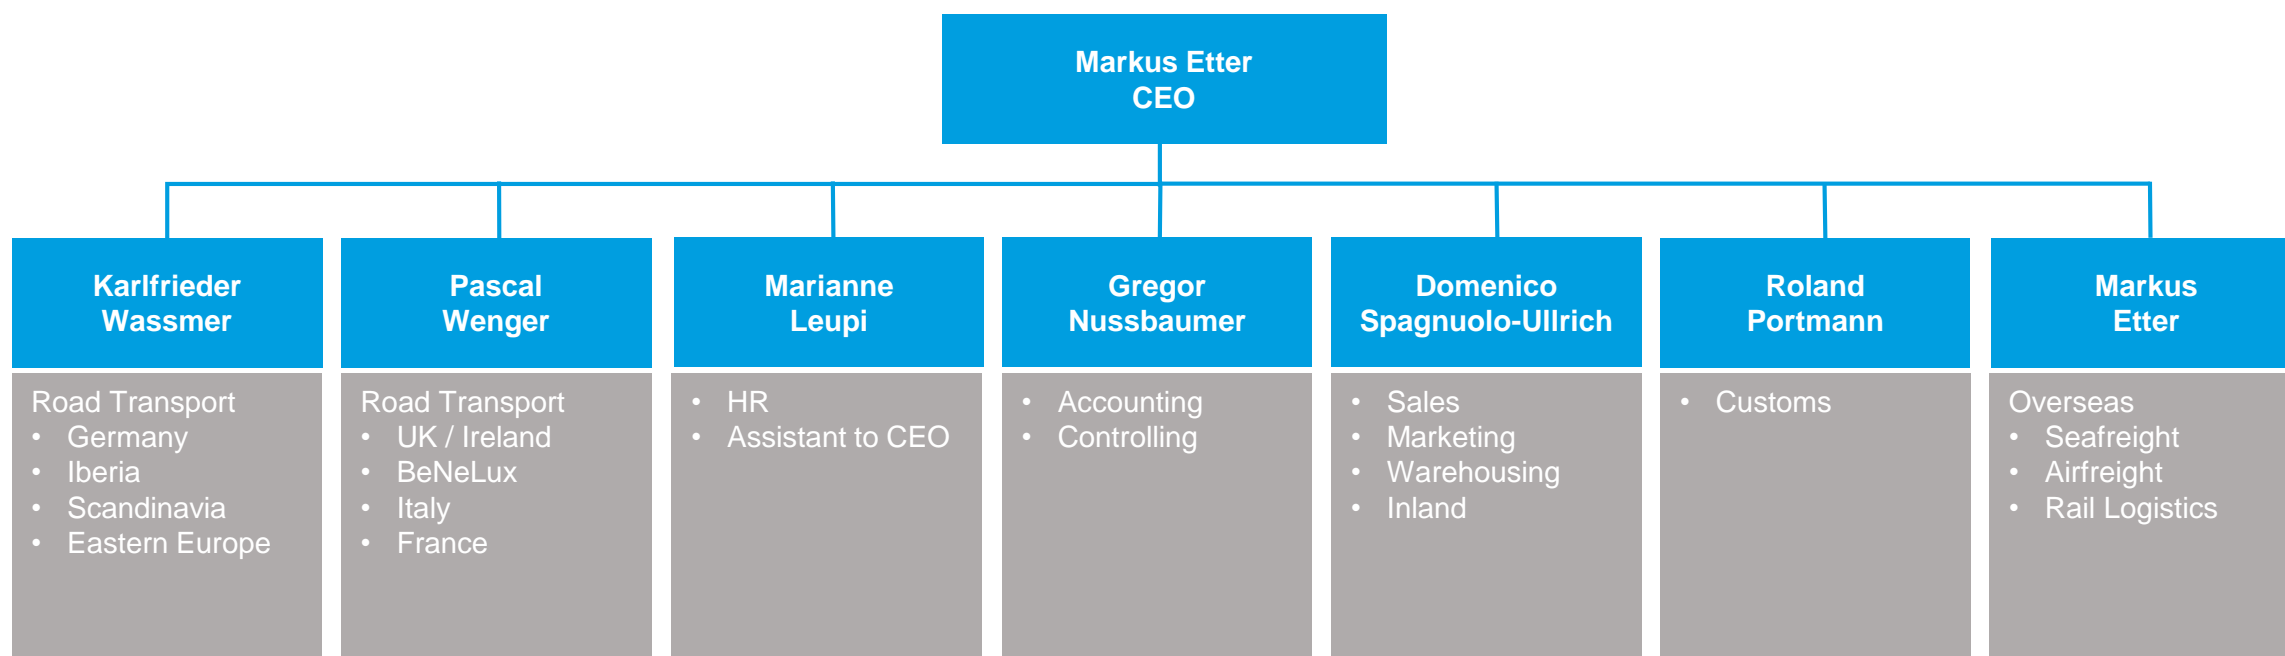 Markus Etter
CEO
Karlfrieder
Wassmer
Pascal
Wenger
Marianne
Leupi
Gregor
Nussbaumer
Domenico
Spagnuolo-Ullrich
Roland
Portmann
Markus
Etter
Road Transport
• Germany
• Iberia
• Scandinavia
• Eastern Europe
Road Transport
• UK / Ireland
• BeNeLux
• Italy
• France
• HR
• Assistant to CEO
• Accounting
• Controlling
• Sales
• Marketing
• Warehousing
• Inland
• Customs
Overseas
• Seafreight
• Airfreight
• Rail Logistics